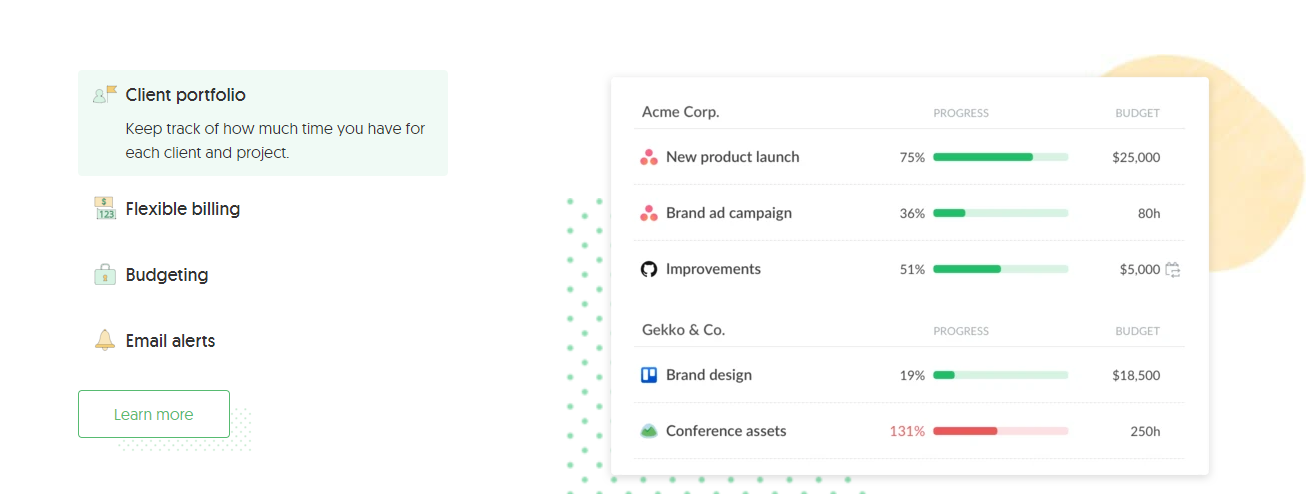 Client portfolio
Keep track of how much time you have for
each client and project.
$
123
Flexible billing
Budgeting
Email alerts
Learn more
Acme Corp. PROGRESS BUDGET
New product launch 75% $25,000
Brand ad campaign 36% 80h
Improvements 51% $5,000
Gekko & Co. PROGRESS BUDGET
Brand design 19% $18,500
Conference assets 131% 250h